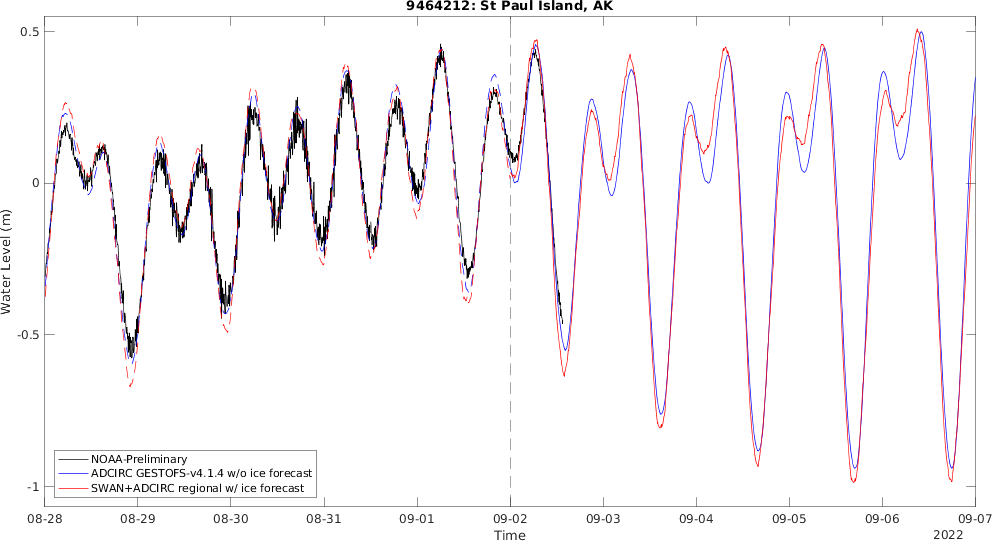 9464212: St Paul Island, AK
0.5
0
-0.5
-1
Water Level (m)
NOAA-Preliminary
ADCIRC GESTOFS-v4.1.4 w/o ice forecast
SWAN+ADCIRC regional w/ ice forecast
08-28 08-29 08-30 08-31 09-01 09-02 09-03 09-04 09-05 09-06 09-07
Time
2022